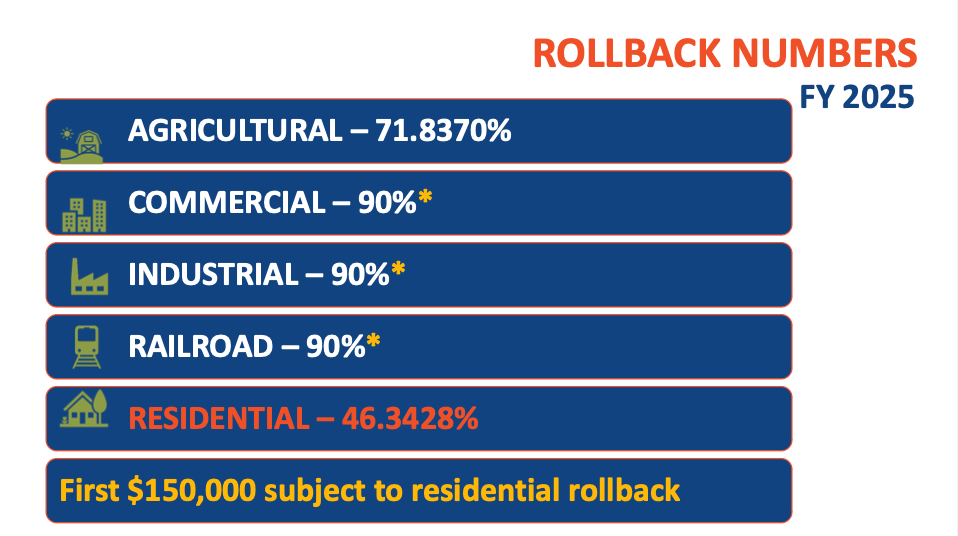 ROLLBACK NUMBERS
FY 2025
AGRICULTURAL – 71.8370%
COMMERCIAL – 90%*
INDUSTRIAL – 90%*
RAILROAD – 90%*
RESIDENTIAL – 46.3428%
First $150,000 subject to residential rollback